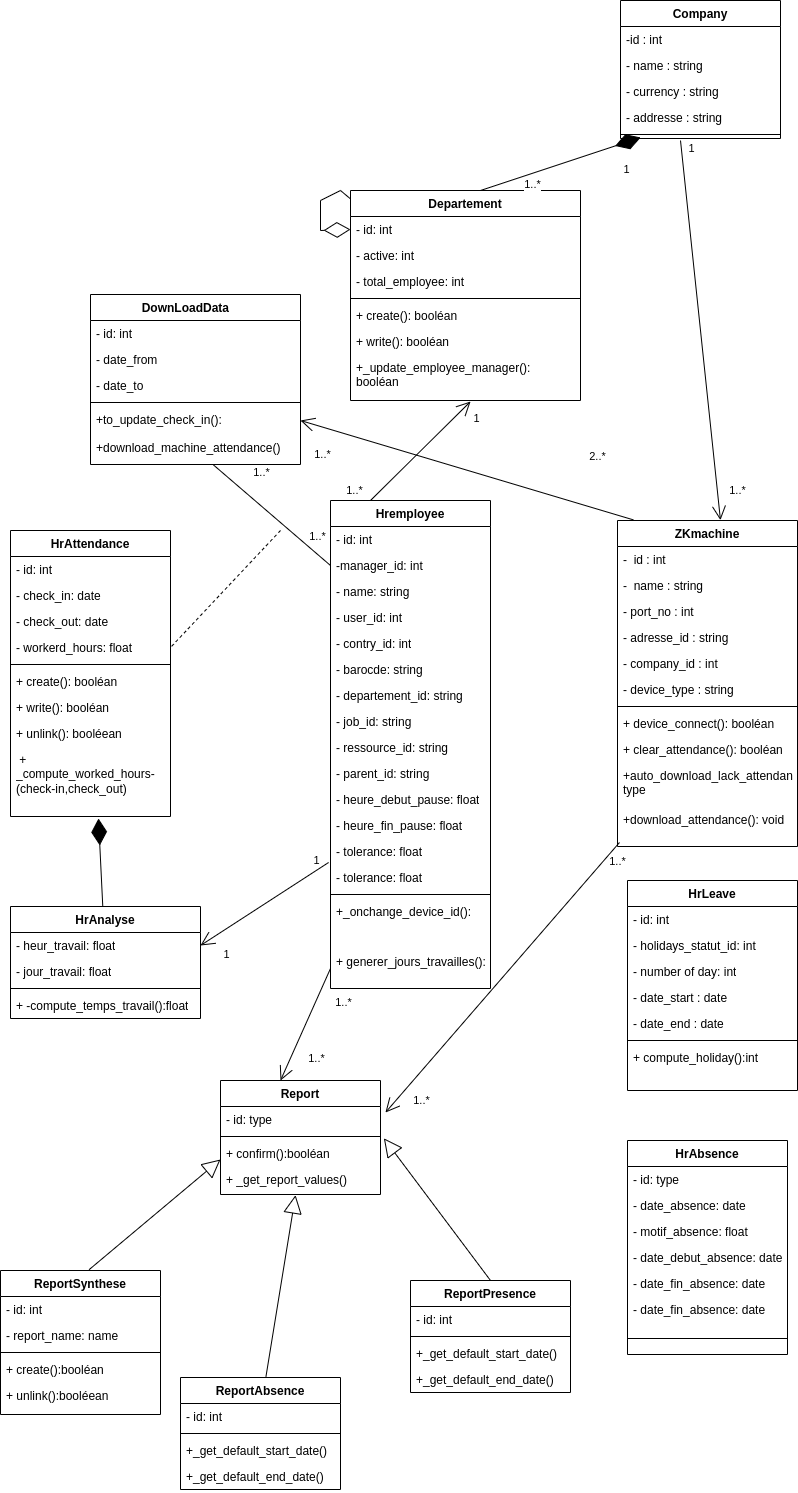 Company
-id : int
- name : string
- currency : string
- addresse : string
1
1
1..*
Departement
- id: int
- active: int
- total_employee: int
+ create(): booléan
+ write(): booléan
+_update_employee_manager():
booléan
1
DownLoadData
- id: int
- date_from
- date_to
+to_update_check_in():
+download_machine_attendance()
1..*
1..*
2..*
1..*
1..*
1..*
Hremployee
- id: int
-manager_id: int
- name: string
- user_id: int
- contry_id: int
- barocde: string
- departement_id: string
- job_id: string
- ressource_id: string
- parent_id: string
- heure_debut_pause: float
- heure_fin_pause: float
- tolerance: float
- tolerance: float
+_onchange_device_id():
+ generer_jours_travailles():
ZKmachine
-  id : int
-  name : string
- port_no : int
- adresse_id : string
- company_id : int
- device_type : string
+ device_connect(): booléan
+ clear_attendance(): booléan
+auto_download_lack_attendan
type
+download_attendance(): void
1..*
HrAttendance
- id: int
- check_in: date
- check_out: date
- workerd_hours: float
+ create(): booléan
+ write(): booléan
+ unlink(): booléean
+
_compute_worked_hours-
(check-in,check_out)
1
1
HrAnalyse
- heur_travail: float
- jour_travail: float
+ -compute_temps_travail():float
HrLeave
- id: int
- holidays_statut_id: int
- number of day: int
- date_start : date
- date_end : date
+ compute_holiday():int
1..*
1..*
1..*
Report
- id: type
+ confirm():booléan
+ _get_report_values()
HrAbsence
- id: type
- date_absence: date
- motif_absence: float
- date_debut_absence: date
- date_fin_absence: date
- date_fin_absence: date
ReportSynthese
- id: int
- report_name: name
+ create():booléan
+ unlink():booléean
ReportAbsence
- id: int
+_get_default_start_date()
+_get_default_end_date()
ReportPresence
- id: int
+_get_default_start_date()
+_get_default_end_date()